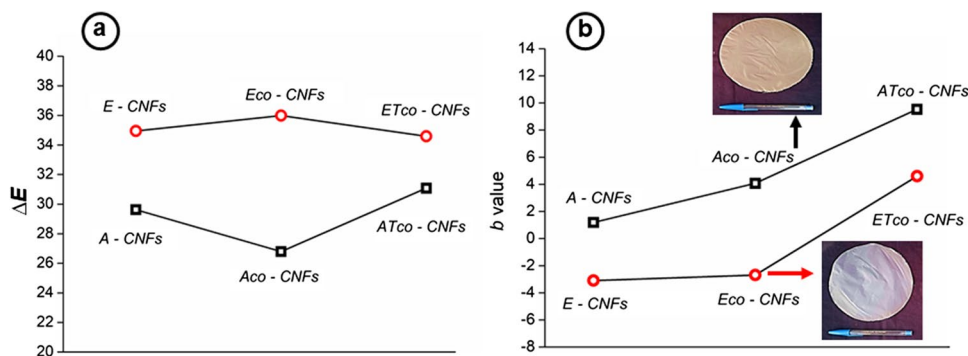 a
40
38
36
34
32
30
28
26
24
22
20
ΔE
E - CNFs
Eco - CNFs
ETco - CNFs
A - CNFs
Aco - CNFs
ATco - CNFs
b
14
12
10
8
6
4
2
0
-2
-4
-6
-8
b value
ATco - CNFs
Aco - CNFs
A - CNFs
ETco - CNFs
E - CNFs
Eco - CNFs